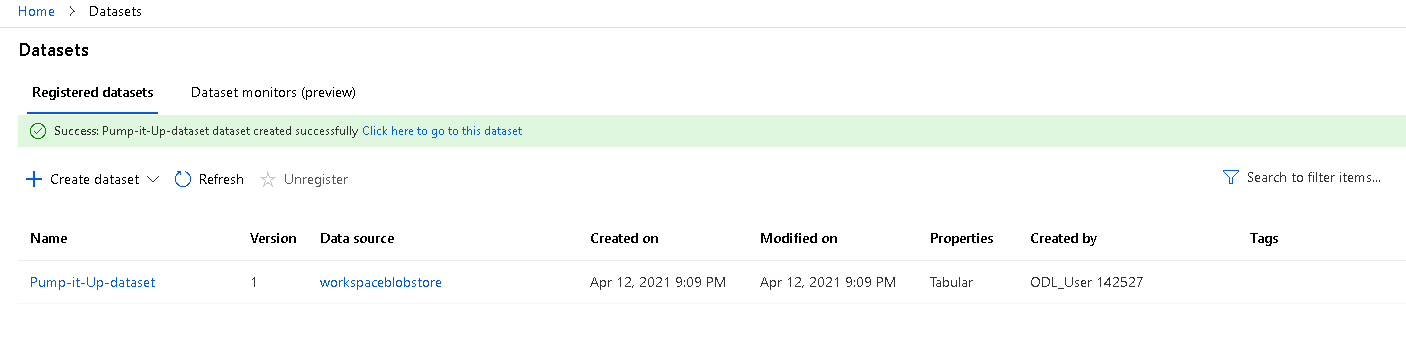 Home > Datasets
Datasets
Registered datasets Dataset monitors (preview)
Success: Pump-it-Up-dataset dataset created successfully Click here to go to this dataset
Create dataset Refresh Unregister Search to filter items...
Name Version Data source Created on Modified on Properties Created by Tags
Pump-it-Up-dataset 1 workspaceblobstore Apr 12, 2021 9:09 PM Apr 12, 2021 9:09 PM Tabular ODL_User 142527